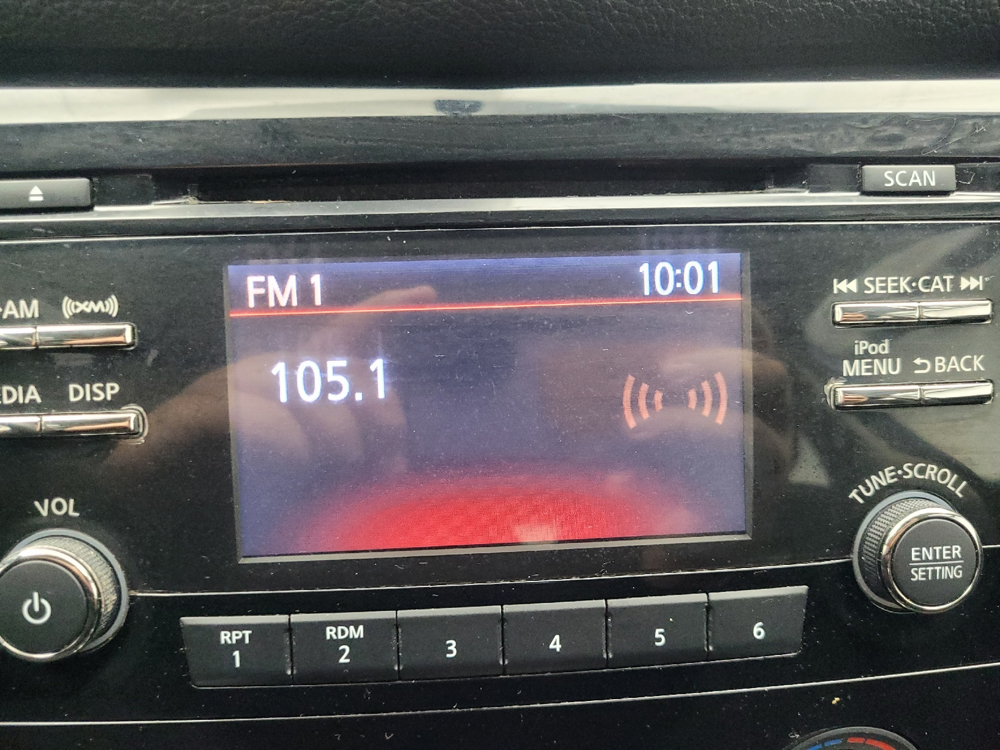 SCAN
FM 1 10:01
·AM ((XM))
SEEK·CAT
105.1
iPod
MENU BACK
DISP
VOL
TUNE·SCROLL
ENTER
SETTING
RPT RDM
1 2 3 4 5 6